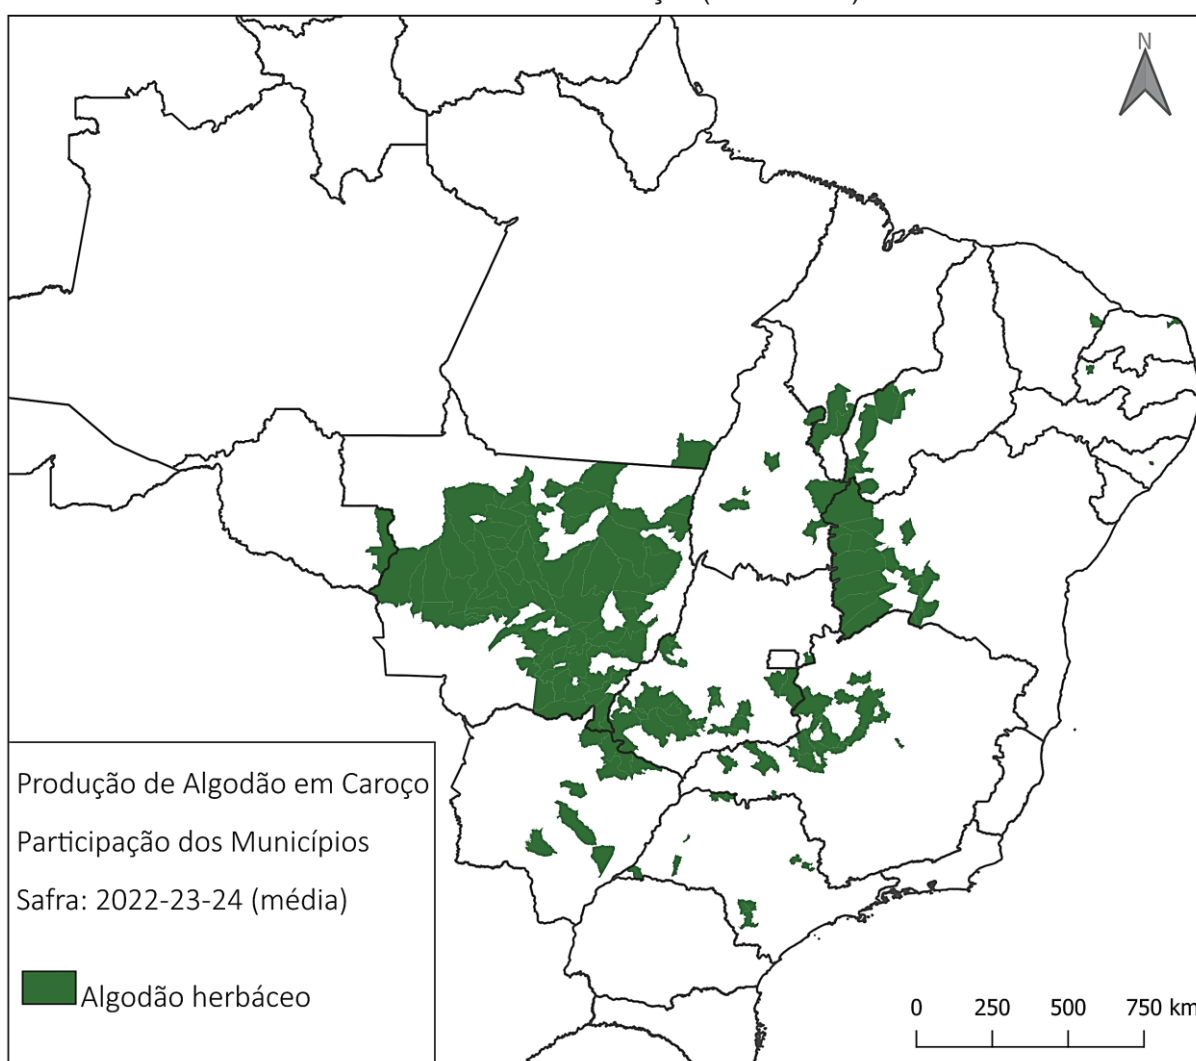 N
Produção de Algodão em Caroço
Participação dos Municípios
Safra: 2022-23-24 (média)
Algodão herbáceo
0 250 500 750 km